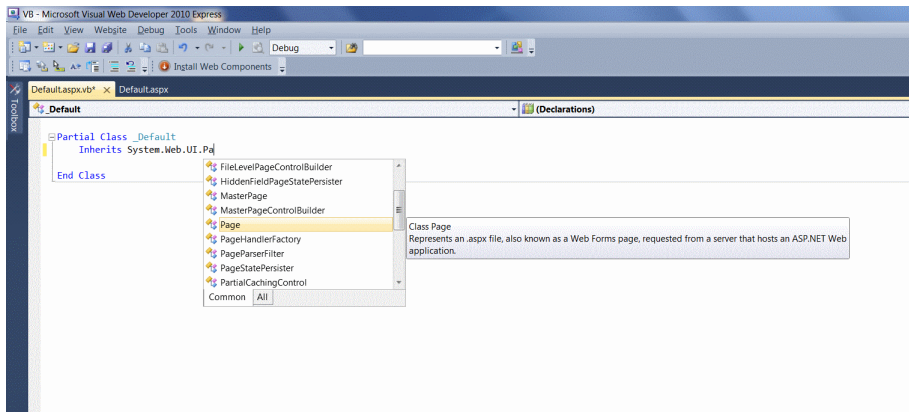 VB - Microsoft Visual Web Developer 2010 Express
File Edit View Website Debug Tools Window Help
Debug
Install Web Components
Toolbox
Default.aspx.vb* Default.aspx
_Default (Declarations)
Partial Class _Default
Inherits System.Web.UI.Pa
End Class
FileLevelPageControlBuilder
HiddenFieldPageStatePersister
MasterPage
MasterPageControlBuilder
Page
PageHandlerFactory
PageParserFilter
PageStatePersister
PartialCachingControl
Common All
Class Page
Represents an .aspx file, also known as a Web Forms page, requested from a server that hosts an ASP.NET Web
application.